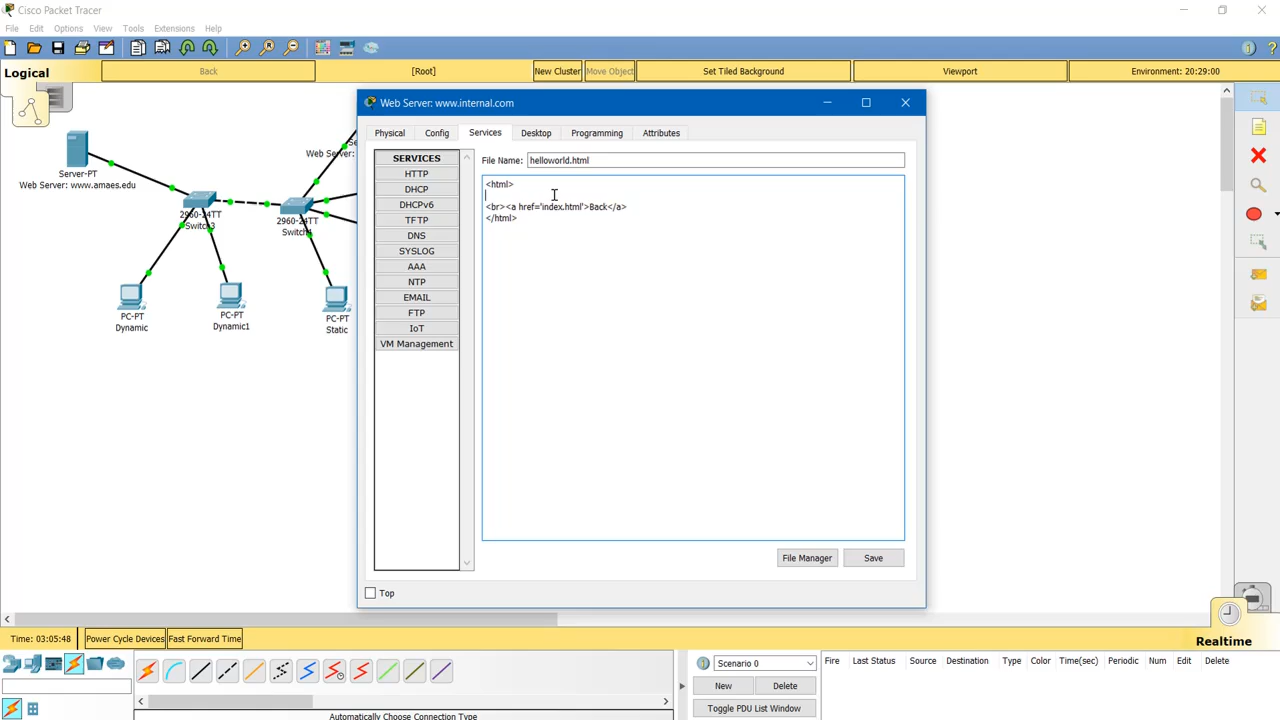 Cisco Packet Tracer
File Edit Options View Tools Extensions Help
Logical Back [Root] New Cluster Move Object Set Tiled Background Viewport Environment: 20:29:00
Web Server: www.internal.com
Physical Config Services Desktop Programming Attributes
SERVICES
HTTP
DHCP
DHCPv6
TFTP
DNS
SYSLOG
AAA
NTP
EMAIL
FTP
IoT
VM Management
File Name: helloworld.html
<html>
<br><a href='index.html'>Back</a>
</html>
File Manager Save
Top
Server-PT
Web Server: www.amaes.edu
Web Server:
2960-24TT
Switch3
2960-24TT
PC-PT
Dynamic
PC-PT
Dynamic1
PC-PT
Static
Time: 03:05:48 Power Cycle Devices Fast Forward Time
Realtime
Scenario 0
New Delete
Toggle PDU List Window
Fire Last Status Source Destination Type Color Time(sec) Periodic Num Edit Delete
Automatically Choose Connection Type